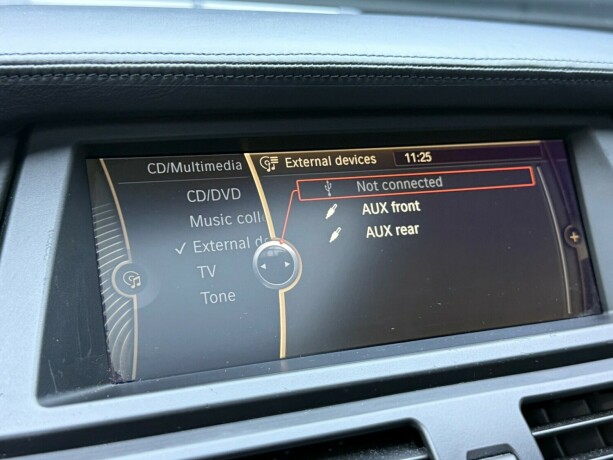 CD/Multimedia
CD/DVD
Music coll
External d
TV
Tone
External devices
11:25
Not connected
AUX front
AUX rear